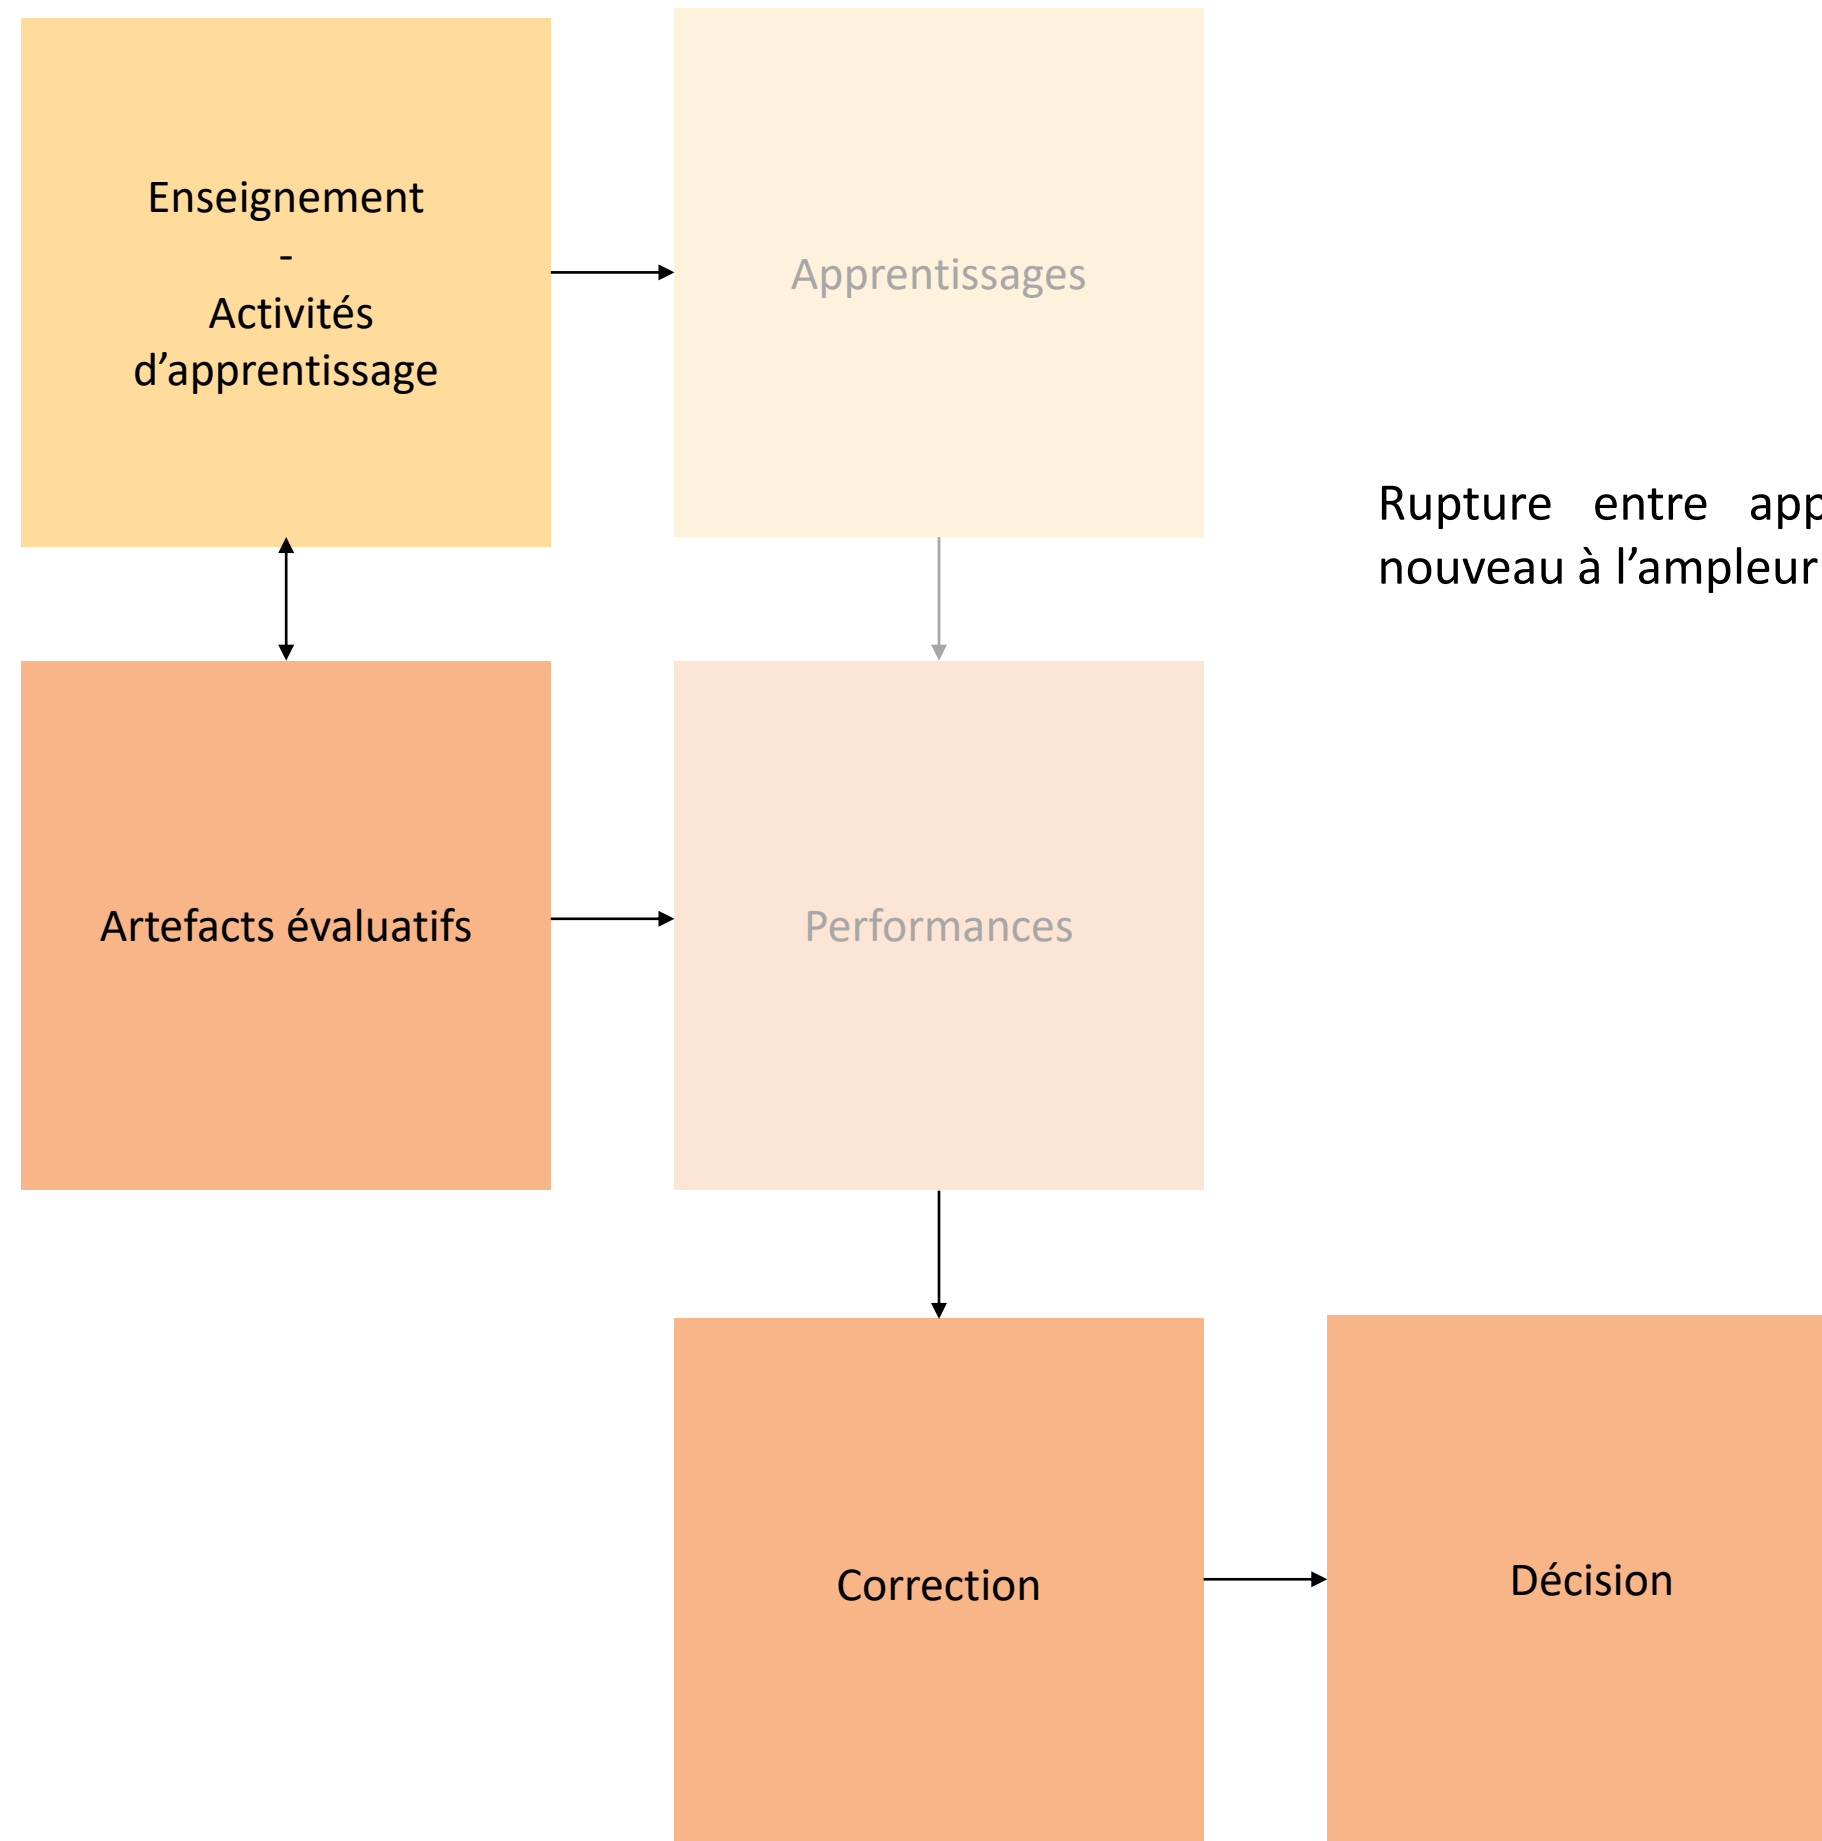 Enseignement
-
Activités
d’apprentissage
Apprentissages
Rupture entre
nouveau à l’ampleur
Artefacts évaluatifs
Performances
Correction
Décision